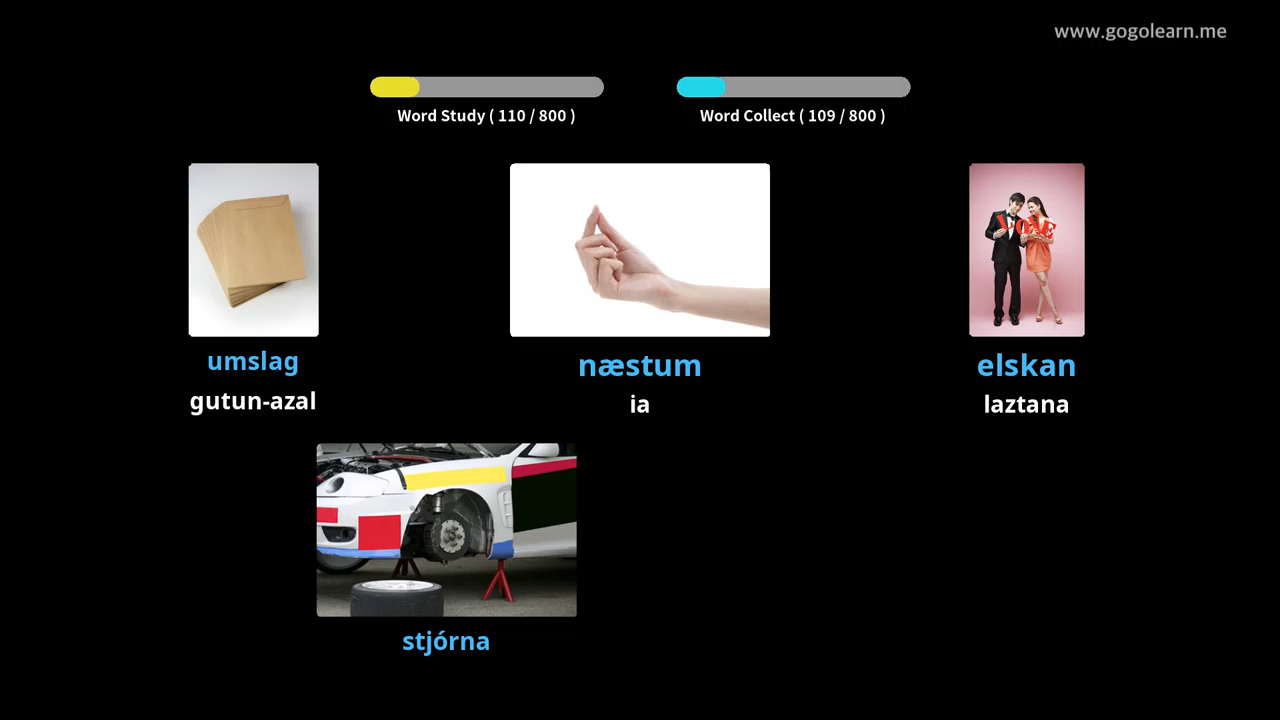 www.gogolearn.me
Word Study ( 110 / 800 )
Word Collect ( 109 / 800 )
LOVE
umslag
næstum
elskan
gutun-azal
ia
laztana
stjórna